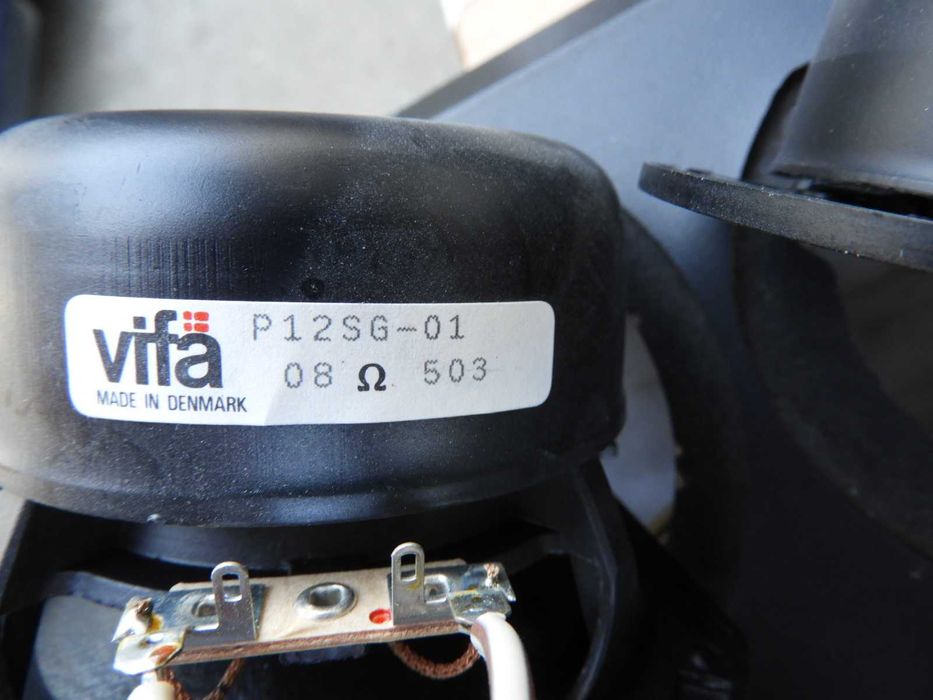 vifa P12SG-01
08 Ω 503
MADE IN DENMARK